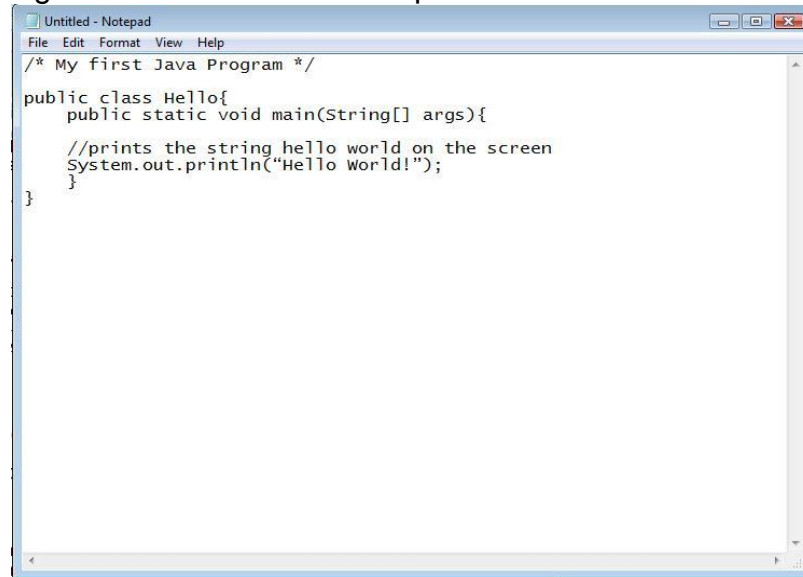 Untitled - Notepad
File Edit Format View Help
/* My first Java Program */
public class Hello{
public static void main(String[] args){
//prints the string hello world on the screen
System.out.println(“Hello World!");
}
}